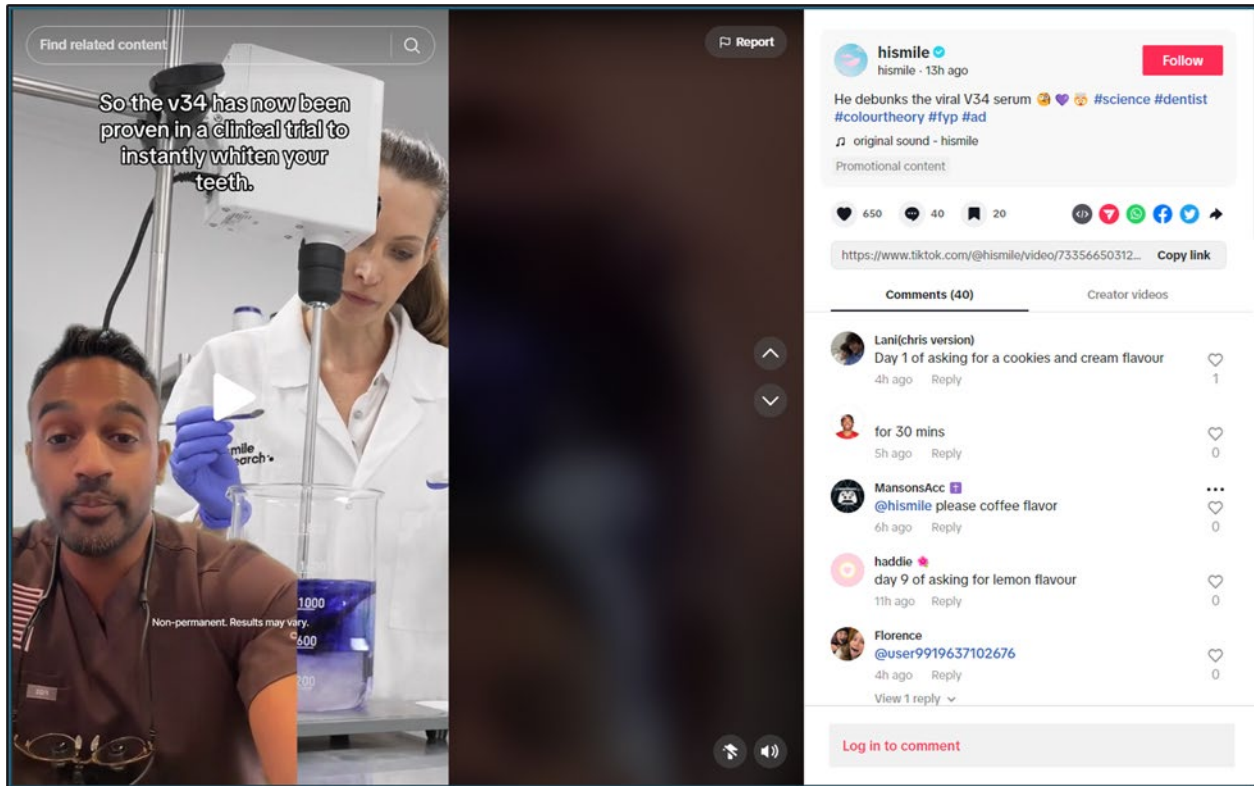 Find related content
So the v34 has now been
proven in a clinical trial to
instantly whiten your
teeth.
mile
earch
1000
600
200
Non-permanent. Results may vary.
Report
hismile
hismile · 13h ago
Follow
He debunks the viral V34 serum 🧐 💜 🤯 #science #dentist
#colourtheory #fyp #ad
original sound - hismile
Promotional content
650
40
20
https://www.tiktok.com/@hismile/video/73356650312...
Copy link
Comments (40)
Creator videos
Lani(chris version)
Day 1 of asking for a cookies and cream flavour
4h ago Reply
1
for 30 mins
5h ago Reply
0
MansonsAcc ✝️
@hismile please coffee flavor
6h ago Reply
0
haddie 🌺
day 9 of asking for lemon flavour
11h ago Reply
0
Florence
@user9919637102676
4h ago Reply
0
View 1 reply
Log in to comment